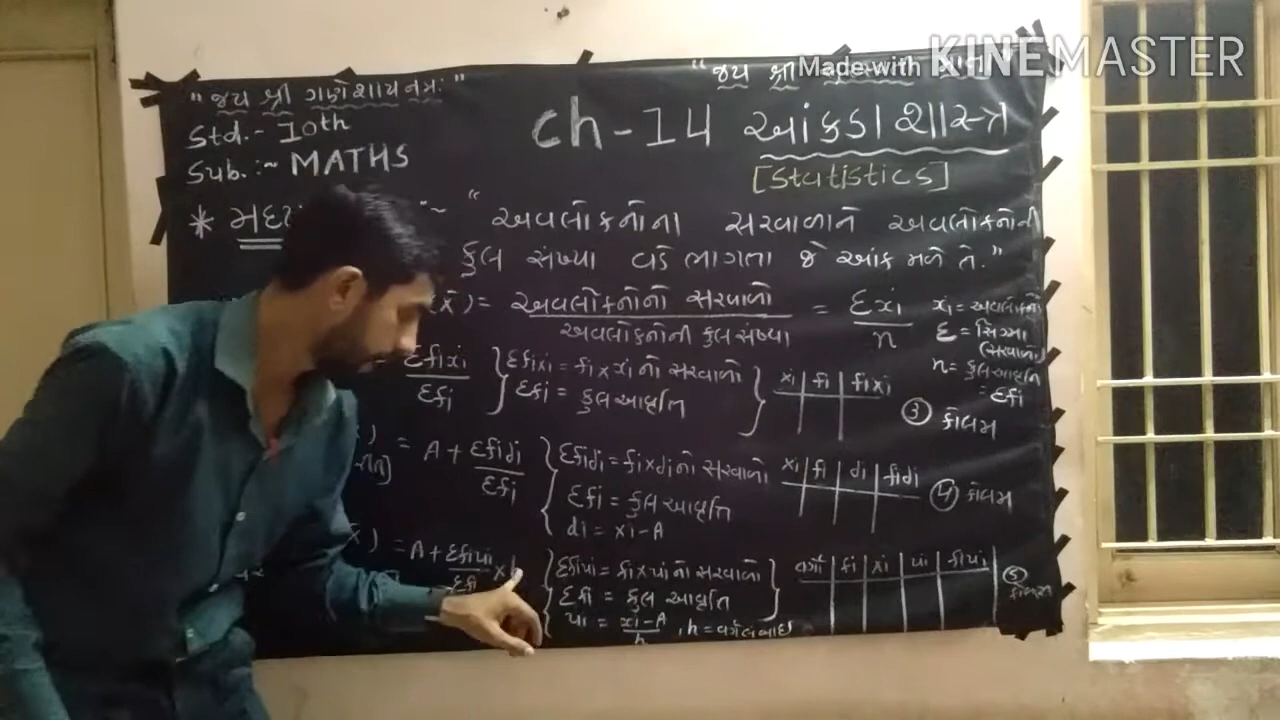 "જય શ્રી ગણેશાય નમઃ"
"જય શ્રી
Made with KINEMASTER
Std.- 10th
Sub. :~ MATHS
ch-14 આંકડાશાસ્ત્ર
[Statistics]
* મધ્ય
"અવલોકનોના સરવાળાને અવલોકનોની
કુલ સંખ્યા વડે ભાગતા જે આંક મળે તે."
(x̄) = અવલોકનોનો સરવાળો / અવલોકનોની કુલ સંખ્યા = Σxi / n
xi = અવલોકનો
Σ = સિગ્મા
(સરવાળો)
n = કુલ આવૃત્તિ
= Σfi
Σfixi / Σfi } Σfixi = fi × xi નો સરવાળો
Σfi = કુલ આવૃત્તિ
xi | fi | fixi
③ કોલમ
= A + Σfidi / Σfi { Σfidi = fi × di નો સરવાળો
Σfi = કુલ આવૃત્તિ
di = xi - A
xi | fi | di | fidi
④ કોલમ
x̄) = A + Σfiui / Σfi × h { Σfiui = fi × ui નો સરવાળો
Σfi = કુલ આવૃત્તિ
ui = xi - A / h , h = વર્ગલંબાઈ
વર્ગો | fi | xi | ui | fiui
⑤ કોલમ